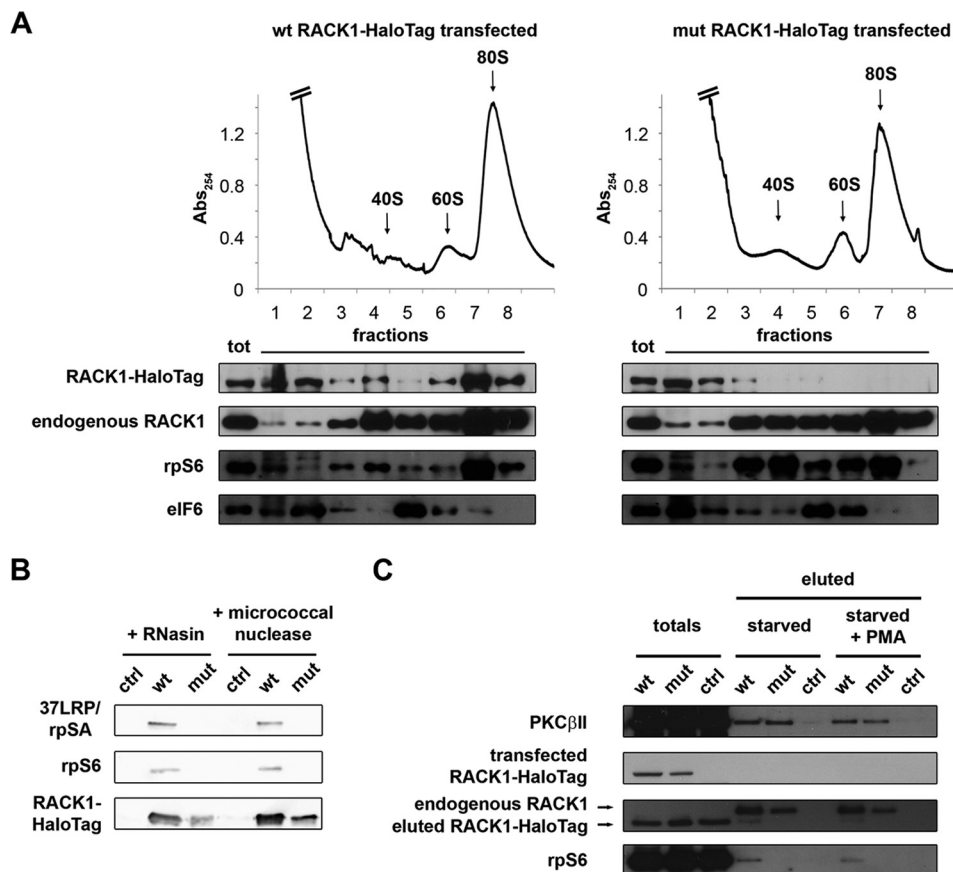 A
wt RACK1-HaloTag transfected
80S
1.2
0.8
40S
60S
Abs254
0.4
0
1 2 3 4 5 6 7 8
tot
fractions
mut RACK1-HaloTag transfected
80S
1.2
0.8
40S
60S
Abs254
0.4
0
1 2 3 4 5 6 7 8
tot
fractions
RACK1-HaloTag
endogenous RACK1
rpS6
eIF6
B
+ RNasin
+ micrococcal
nuclease
ctrl wt mut ctrl wt mut
37LRP/
rpSA
rpS6
RACK1-
HaloTag
C
eluted
totals
starved
starved
+ PMA
wt mut ctrl wt mut ctrl wt mut ctrl
PKCβII
transfected
RACK1-HaloTag
endogenous RACK1
eluted RACK1-HaloTag
rpS6